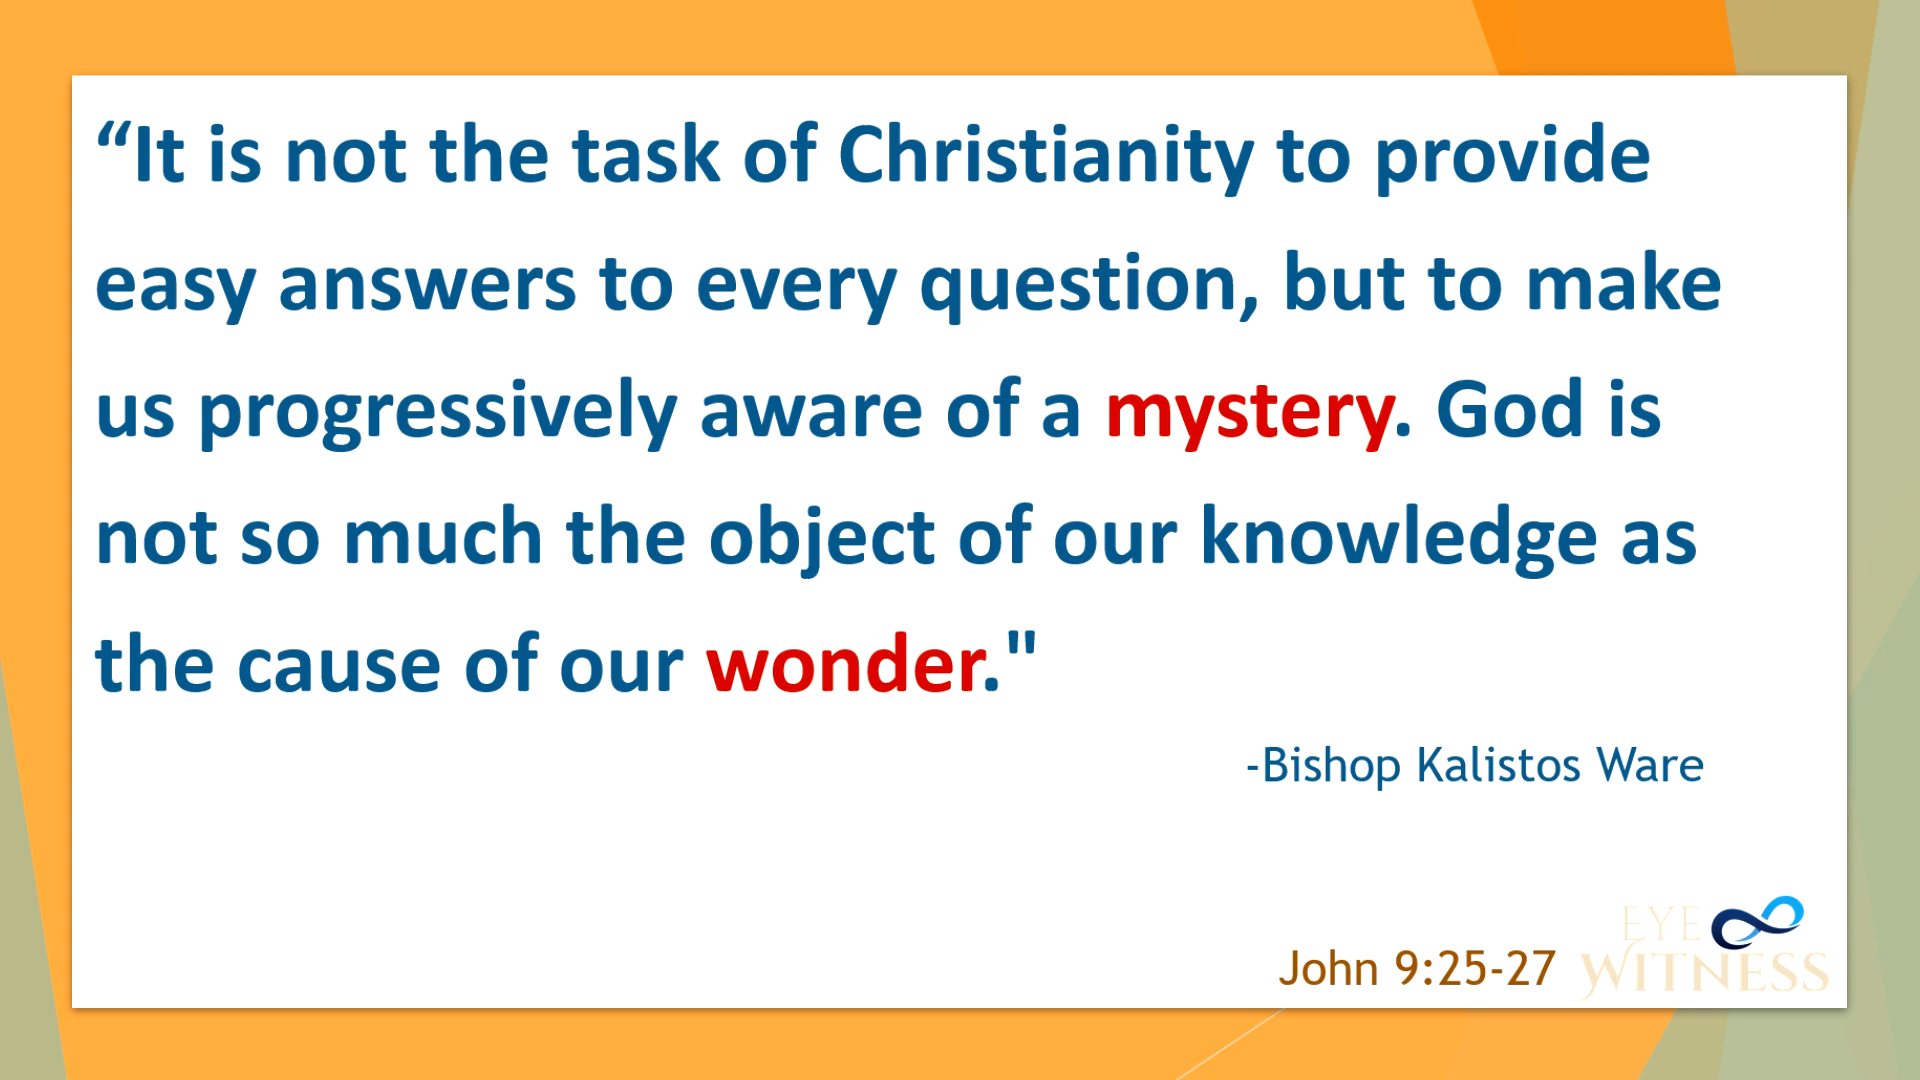 “It is not the task of Christianity to provide
easy answers to every question, but to make
us progressively aware of a mystery. God is
not so much the object of our knowledge as
the cause of our wonder."
-Bishop Kalistos Ware
John 9:25-27
EYE
WITNESS